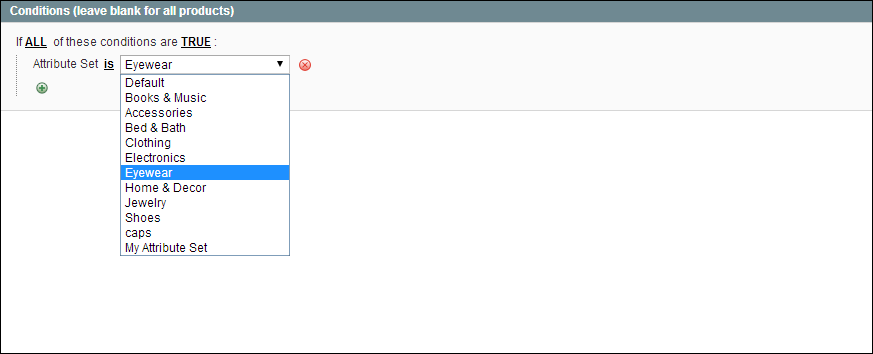 Conditions (leave blank for all products)
If ALL of these conditions are TRUE :
Attribute Set is Eyewear
Default
Books & Music
Accessories
Bed & Bath
Clothing
Electronics
Eyewear
Home & Decor
Jewelry
Shoes
caps
My Attribute Set